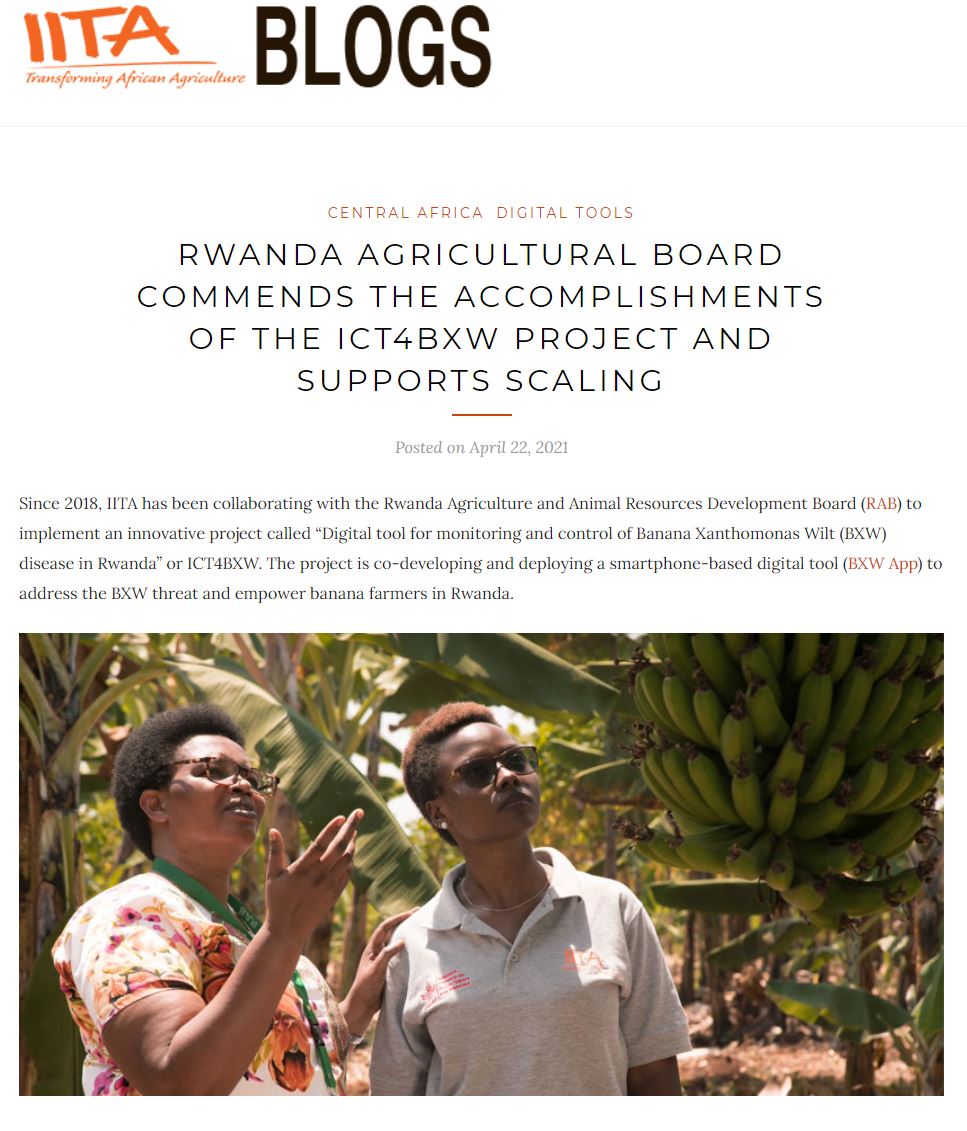 IITA
Transforming African Agriculture
BLOGS
CENTRAL AFRICA DIGITAL TOOLS
RWANDA AGRICULTURAL BOARD
COMMENDS THE ACCOMPLISHMENTS
OF THE ICT4BXW PROJECT AND
SUPPORTS SCALING
Posted on April 22, 2021
Since 2018, IITA has been collaborating with the Rwanda Agriculture and Animal Resources Development Board (RAB) to
implement an innovative project called “Digital tool for monitoring and control of Banana Xanthomonas Wilt (BXW)
disease in Rwanda” or ICT4BXW. The project is co-developing and deploying a smartphone-based digital tool (BXW App) to
address the BXW threat and empower banana farmers in Rwanda.
IITA
IITA